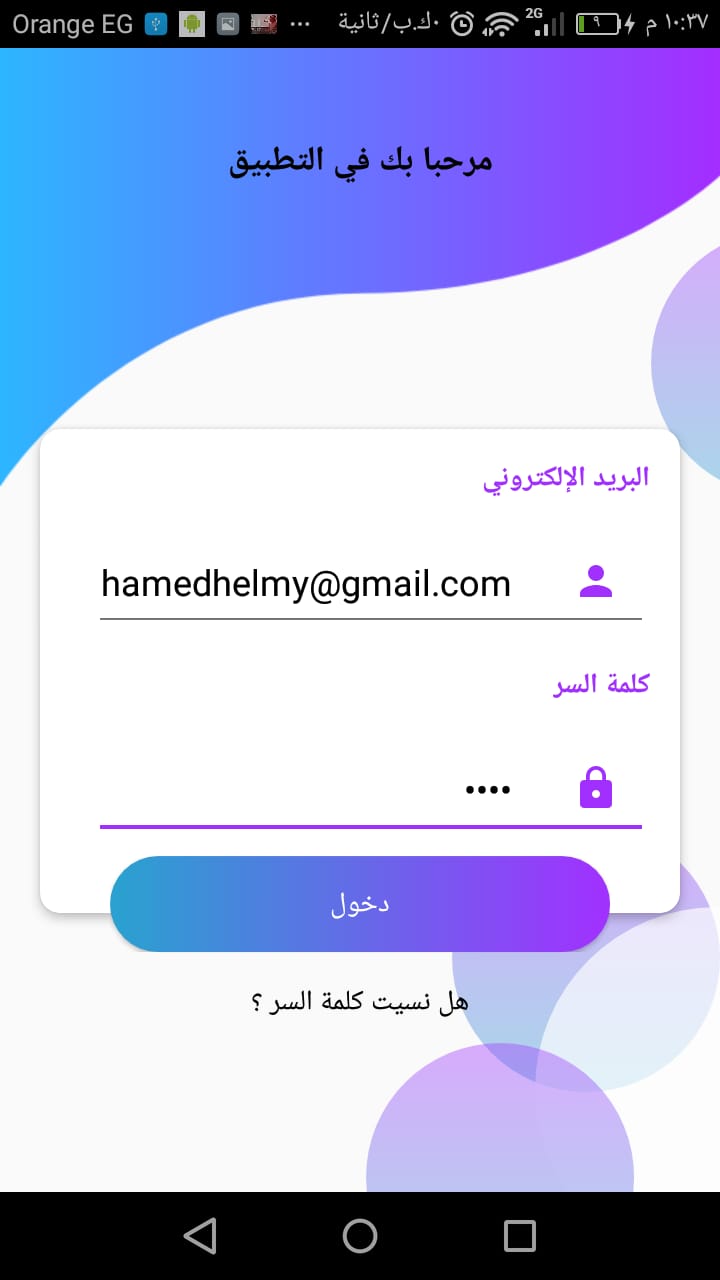 Orange EG ... ٠ك.ب/ثانية 2G ٩ ١٠:٣٧ م
مرحبا بك في التطبيق
البريد الإلكتروني
hamedhelmy@gmail.com
كلمة السر
••••
دخول
هل نسيت كلمة السر ؟